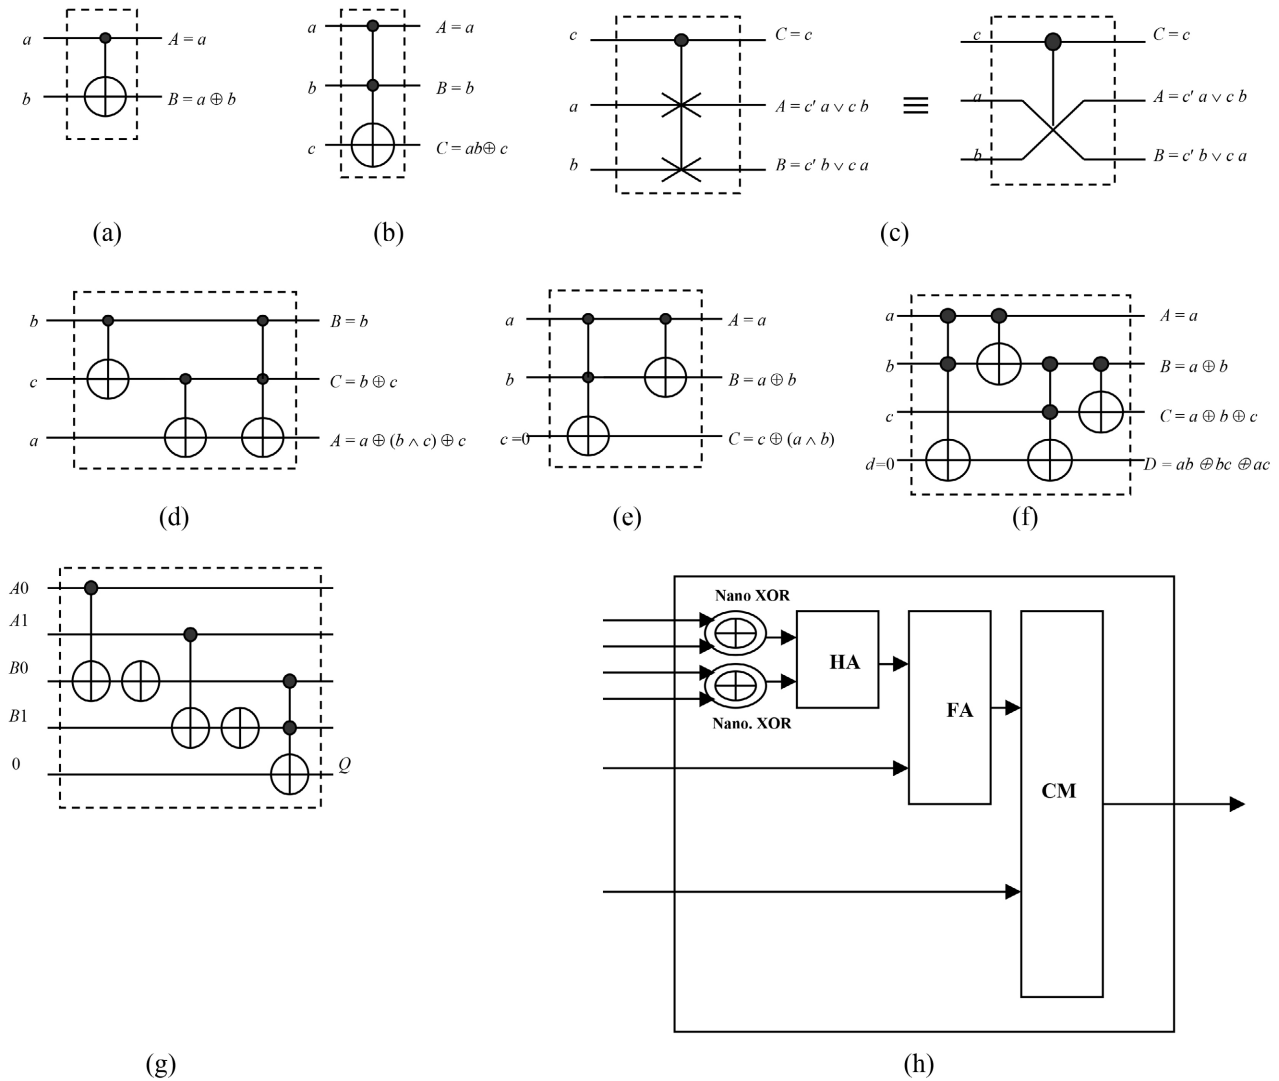 a
A = a
b
B = a ⊕ b
(a)
a
A = a
b
B = b
c
C = ab⊕ c
(b)
c
C = c
a
A = c' a ∨ c b
b
B = c' b ∨ c a
≡
c
C = c
a
A = c' a ∨ c b
b
B = c' b ∨ c a
(c)
b
B = b
c
C = b ⊕ c
a
A = a ⊕ (b ∧ c) ⊕ c
(d)
a
A = a
b
B = a ⊕ b
c =0
C = c ⊕ (a ∧ b)
(e)
a
A = a
b
B = a ⊕ b
c
C = a ⊕ b ⊕ c
d=0
D = ab ⊕bc ⊕ac
(f)
A0
A1
B0
B1
0
Q
(g)
Nano XOR
HA
Nano. XOR
FA
CM
(h)